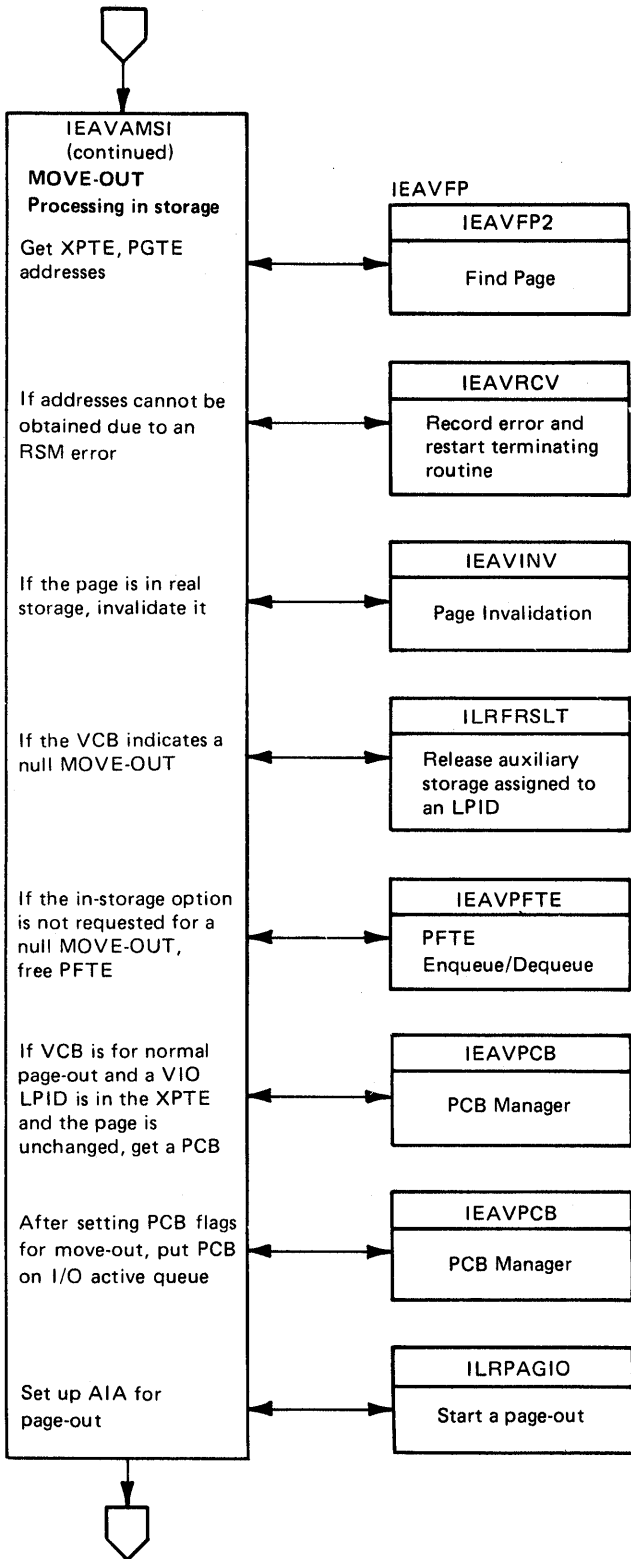 IEAVAMSI
(continued)
MOVE-OUT
Processing in storage
Get XPTE, PGTE
addresses
IEAVFP
IEAVFP2
Find Page
If addresses cannot be
obtained due to an
RSM error
IEAVRCV
Record error and
restart terminating
routine
If the page is in real
storage, invalidate it
IEAVINV
Page Invalidation
If the VCB indicates a
null MOVE-OUT
ILRFRSLT
Release auxiliary
storage assigned to
an LPID
If the in-storage option
is not requested for a
null MOVE-OUT,
free PFTE
IEAVPFTE
PFTE
Enqueue/Dequeue
If VCB is for normal
page-out and a VIO
LPID is in the XPTE
and the page is
unchanged, get a PCB
IEAVPCB
PCB Manager
After setting PCB flags
for move-out, put PCB
on I/O active queue
IEAVPCB
PCB Manager
Set up AIA for
page-out
ILRPAGIO
Start a page-out